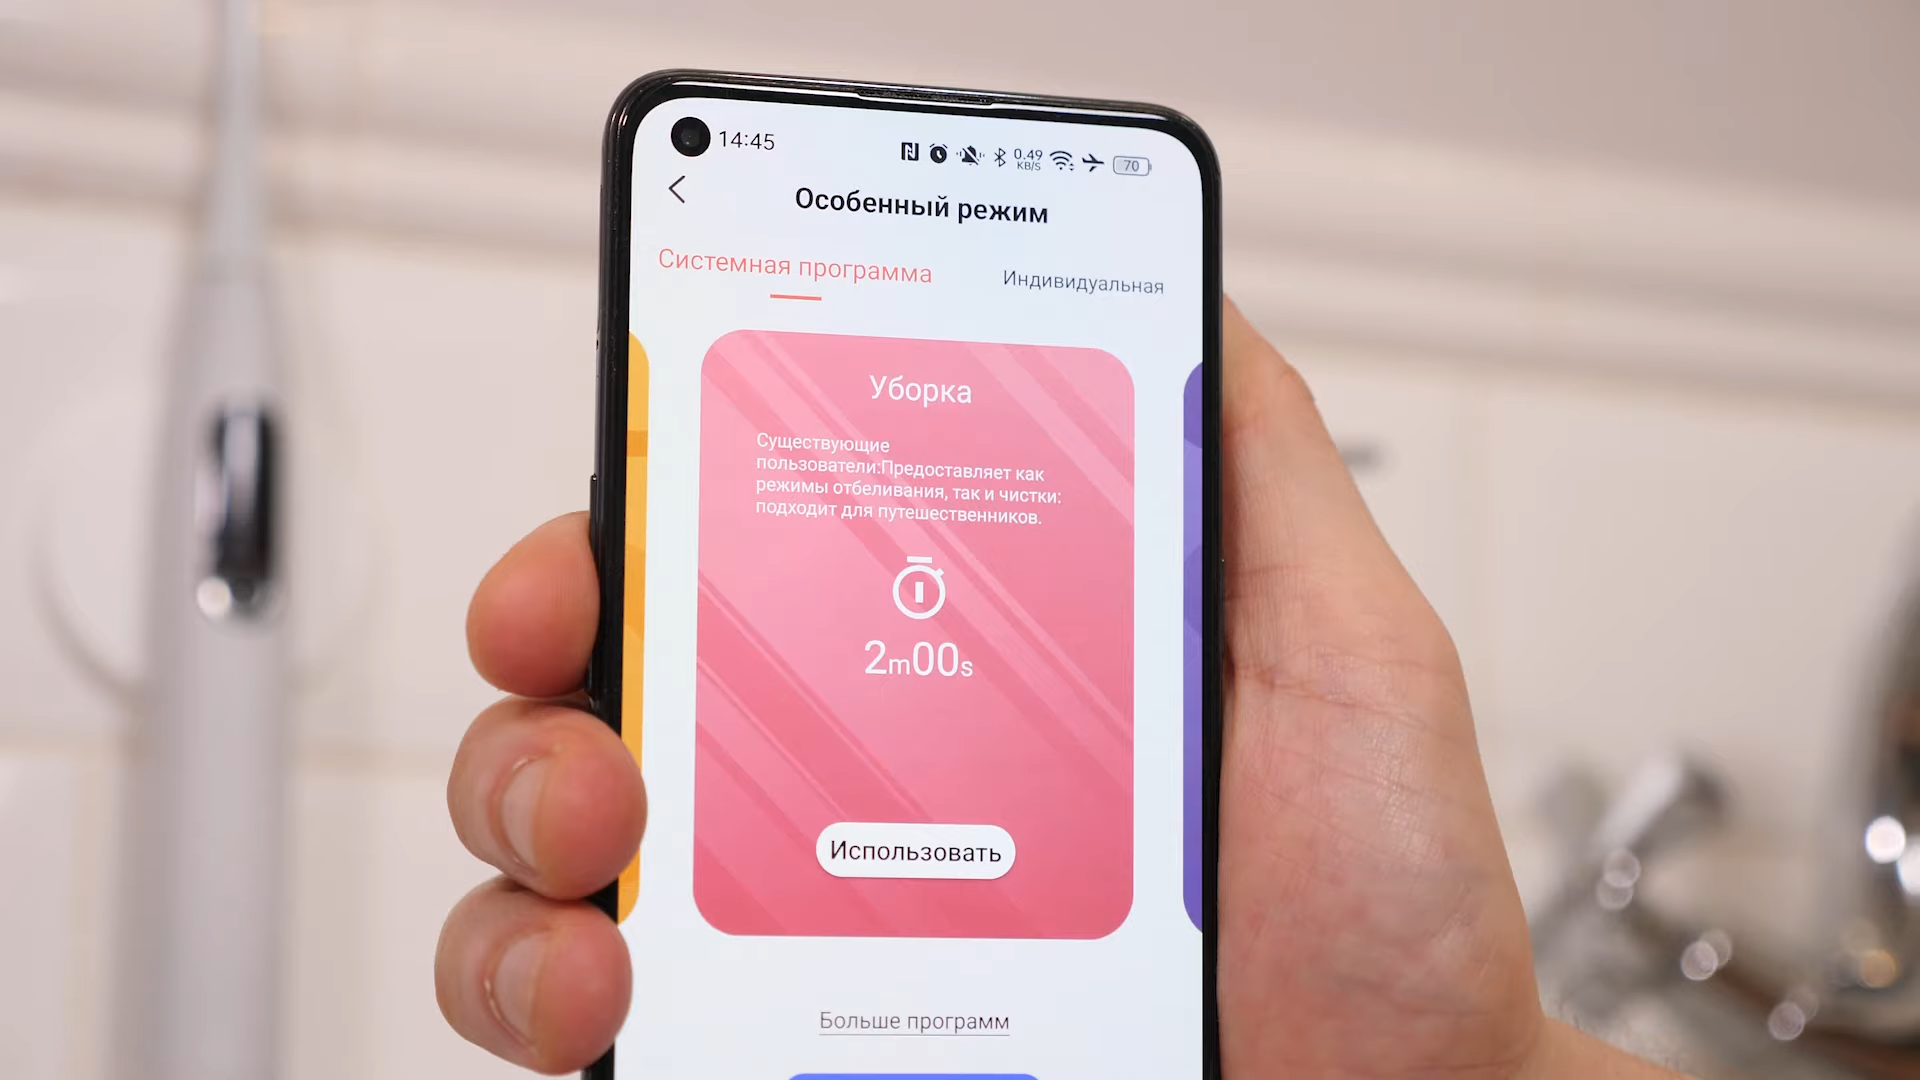 14:45
0.49
KB/S
70
Особенный режим
Системная программа
Индивидуальная
Уборка
Существующие
пользователи:Предоставляет как
режимы отбеливания, так и чистки:
подходит для путешественников.
2m00s
Использовать
Больше программ